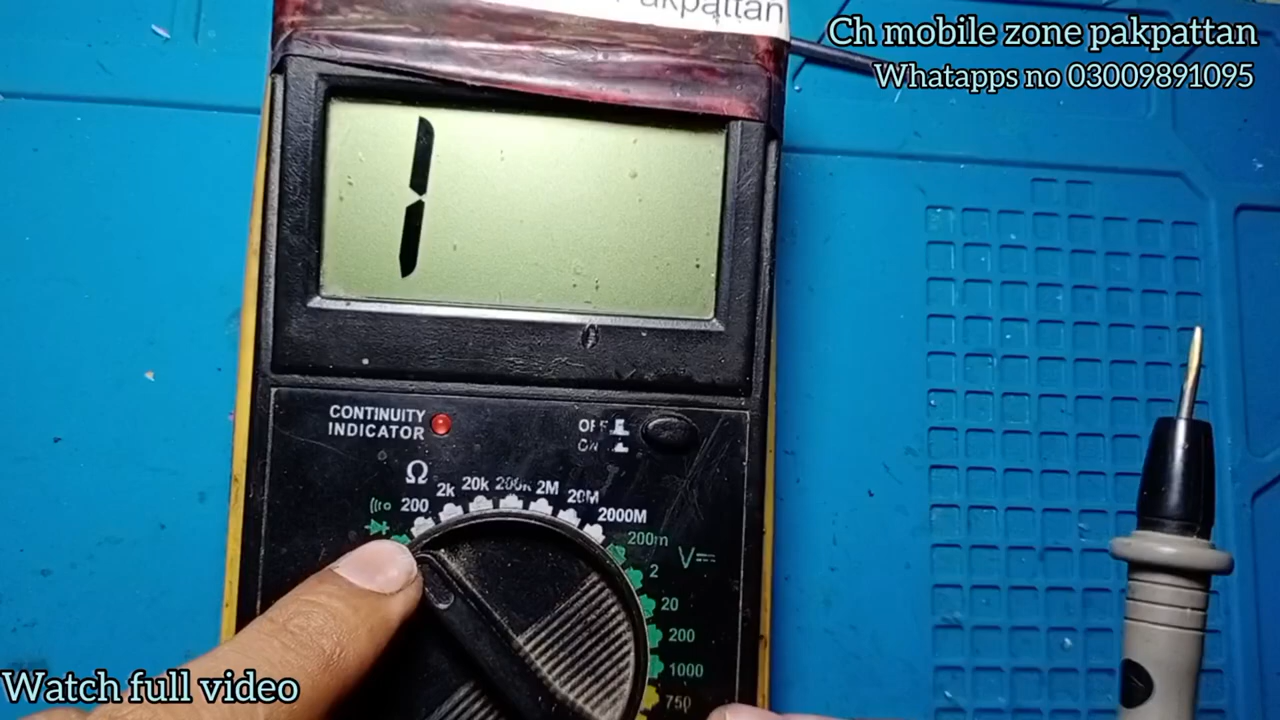 Ch mobile zone pakpattan
Whatapps no 03009891095
1
CONTINUITY
INDICATOR
OFF
ON
Ω
200 2k 20k 200k 2M 20M 2000M
200m
V
2
20
200
1000
750
Watch full video